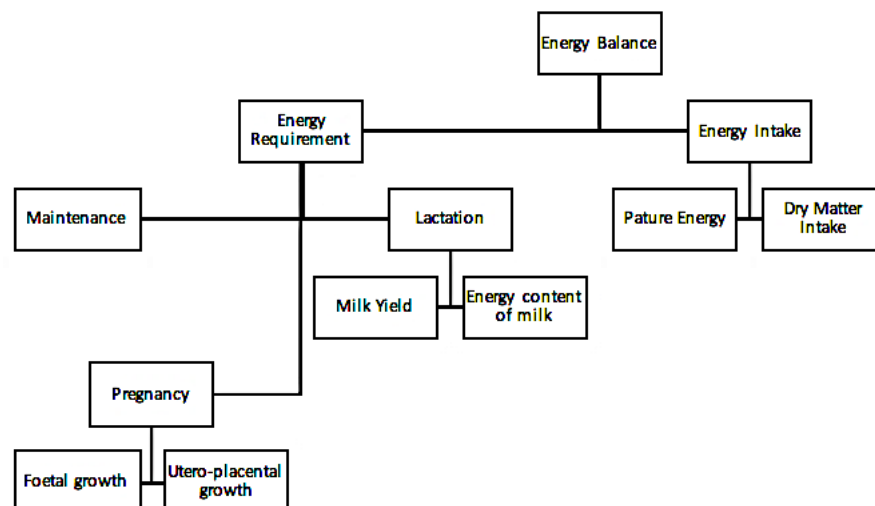 Energy Balance
Energy
Requirement
Energy Intake
Maintenance
Lactation
Pature Energy
Dry Matter
Intake
Milk Yield
Energy content
of milk
Pregnancy
Foetal growth
Utero-placental
growth